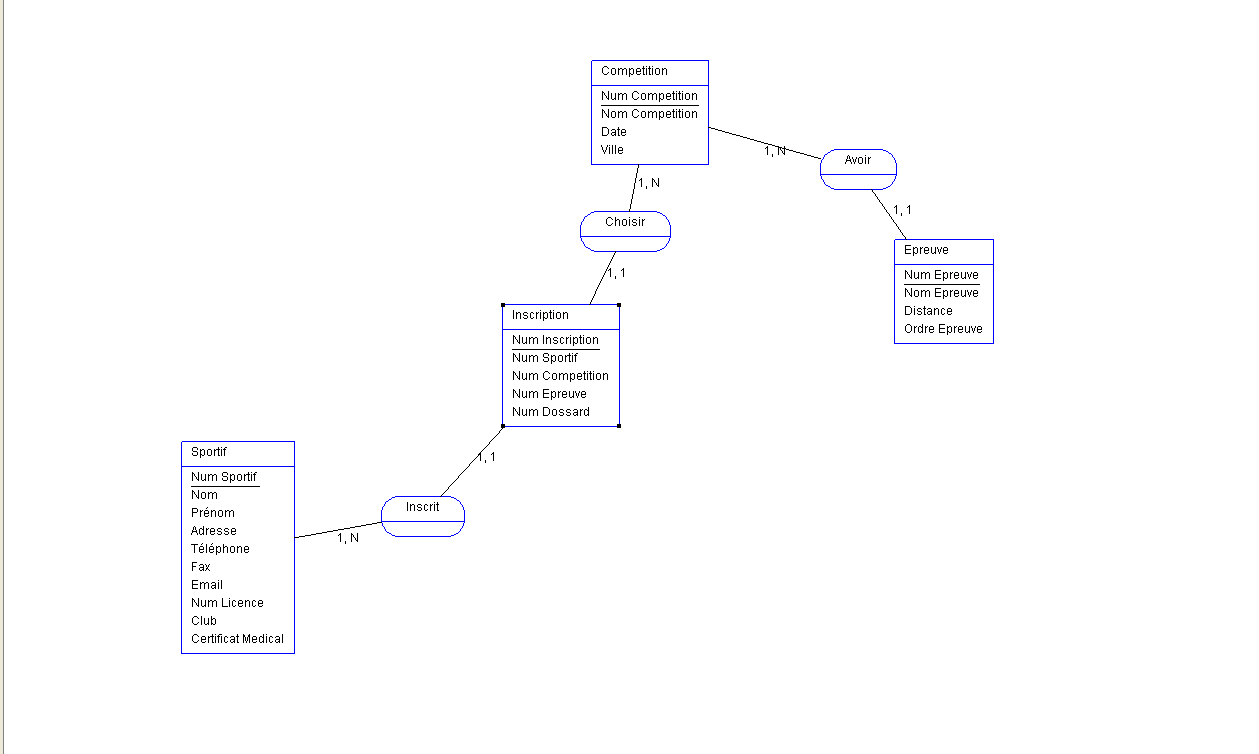 Competition
Num Competition
Nom Competition
Date
Ville
1, N
Avoir
1, N
1, 1
Choisir
1, 1
Epreuve
Num Epreuve
Nom Epreuve
Distance
Ordre Epreuve
Inscription
Num Inscription
Num Sportif
Num Competition
Num Epreuve
Num Dossard
1, 1
Sportif
Num Sportif
Nom
Prénom
Adresse
Téléphone
Fax
Email
Num Licence
Club
Certificat Medical
Inscrit
1, N